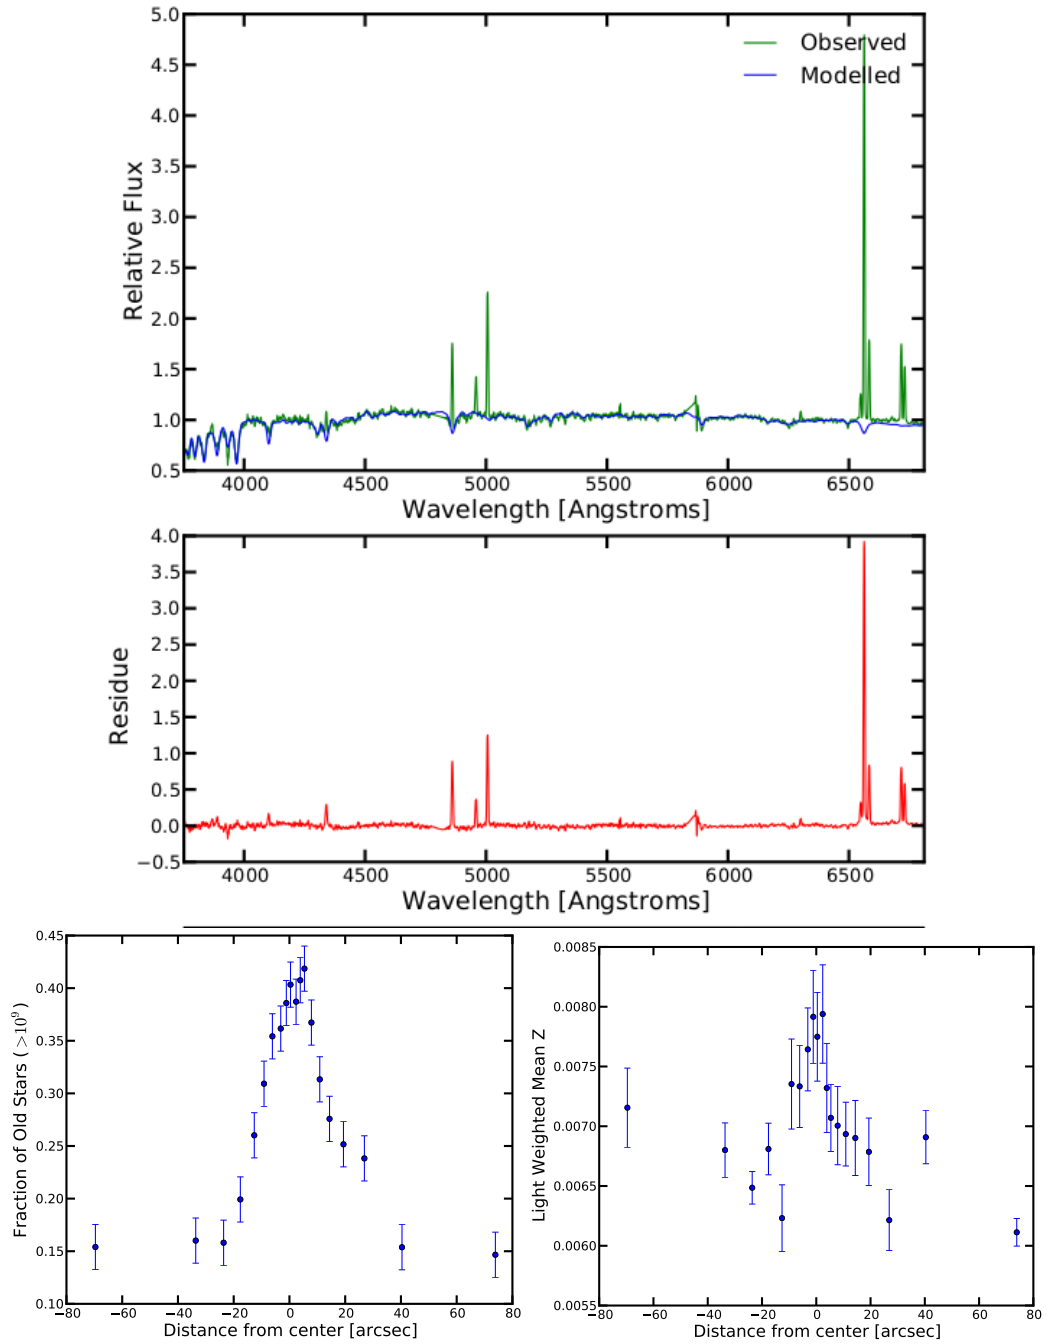 5.0
4.5
4.0
3.5
3.0
2.5
2.0
1.5
1.0
0.5
Relative Flux
Observed
Modelled
4000 4500 5000 5500 6000 6500
Wavelength [Angstroms]
4.0
3.5
3.0
2.5
2.0
1.5
1.0
0.5
0.0
−0.5
Residue
4000 4500 5000 5500 6000 6500
Wavelength [Angstroms]
0.45
0.40
0.35
0.30
0.25
0.20
0.15
0.10
Fraction of Old Stars ( >10⁹)
−80 −60 −40 −20 0 20 40 60 80
Distance from center [arcsec]
0.0085
0.0080
0.0075
0.0070
0.0065
0.0060
0.0055
Light Weighted Mean Z
−80 −60 −40 −20 0 20 40 60 80
Distance from center [arcsec]